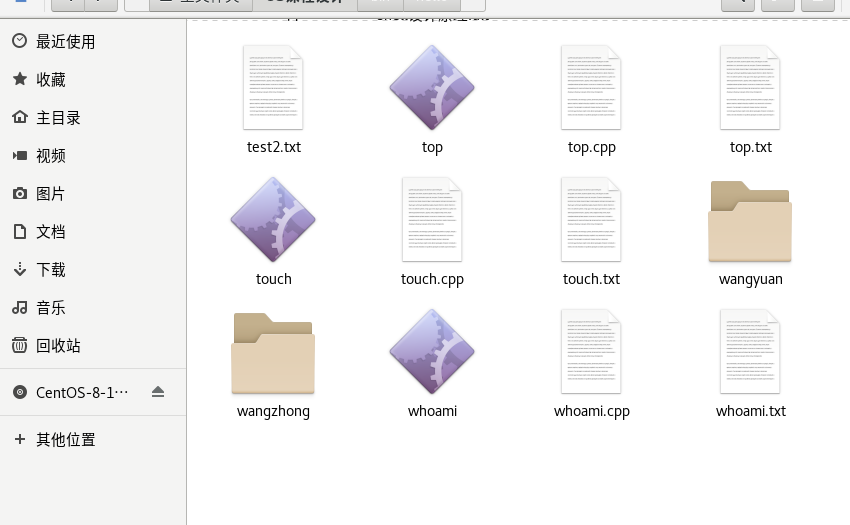 最近使用
收藏
主目录
视频
图片
文档
下载
音乐
回收站
CentOS-8-1···
其他位置
test2.txt
top
top.cpp
top.txt
touch
touch.cpp
touch.txt
wangyuan
wangzhong
whoami
whoami.cpp
whoami.txt